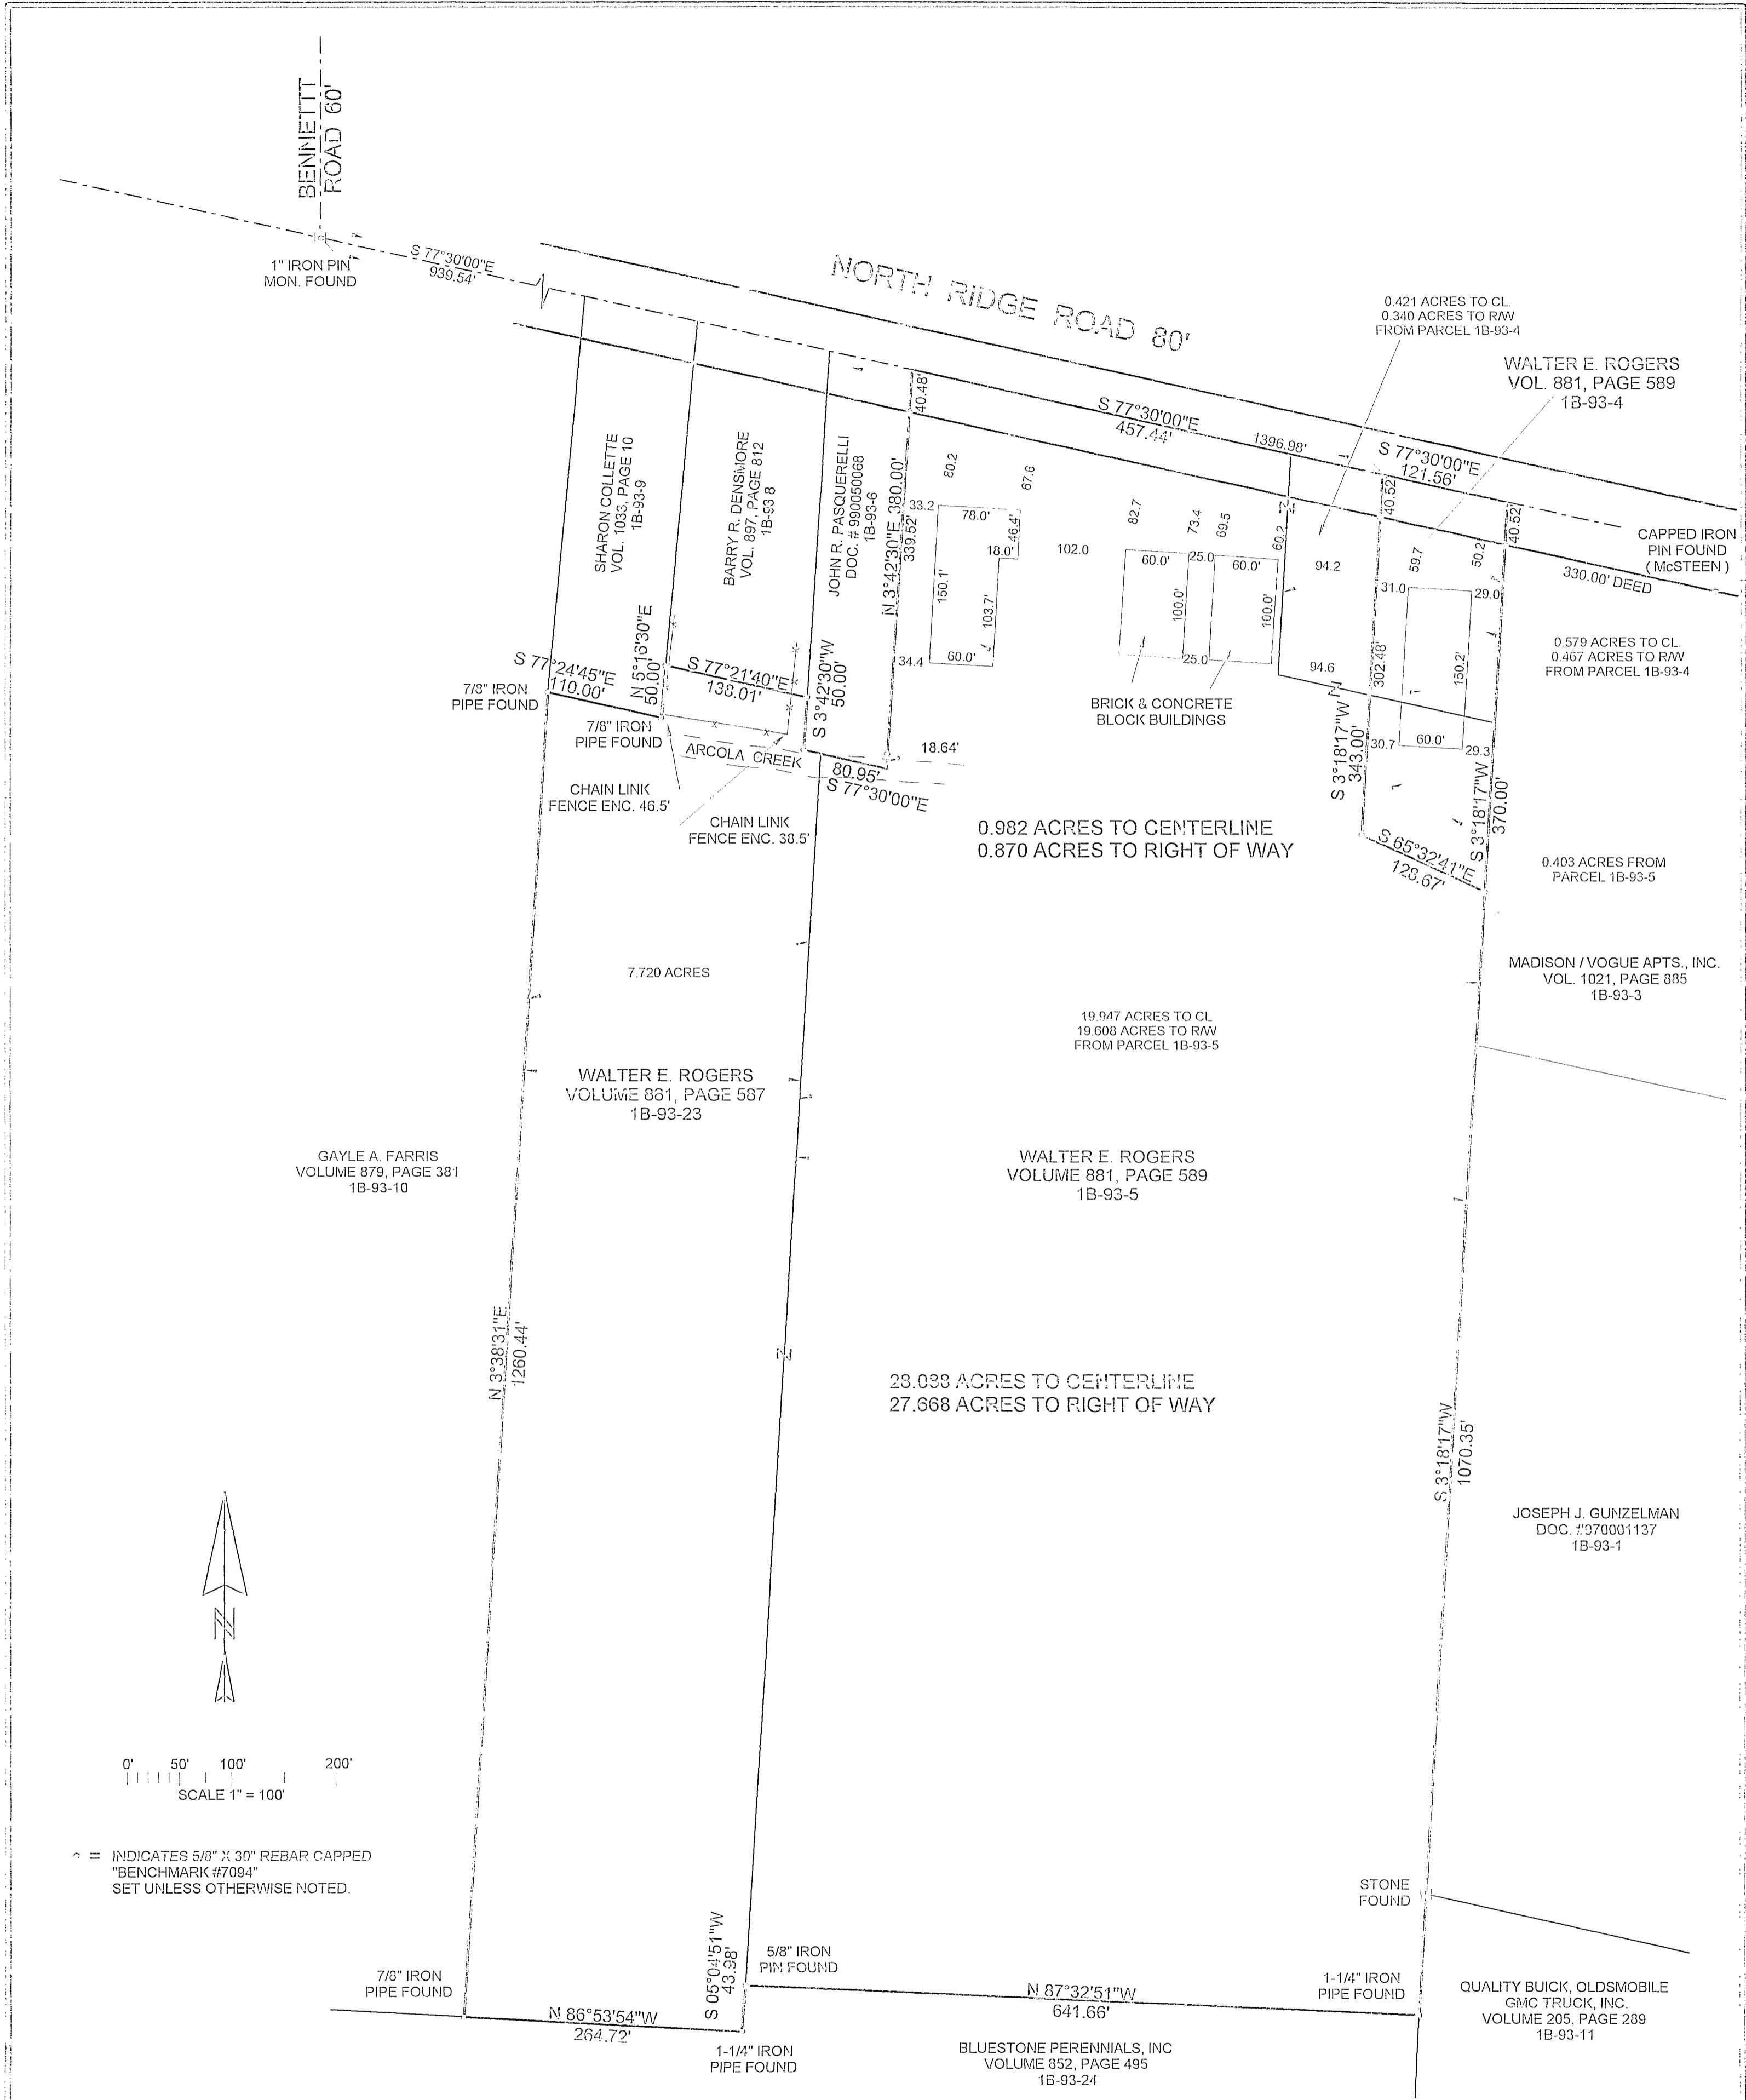 BENNETTT
ROAD 60'
1" IRON PIN
MON. FOUND
S 77°30'00"E
939.54'
NORTH RIDGE ROAD 80'
0.421 ACRES TO CL.
0.340 ACRES TO R/W
FROM PARCEL 1B-93-4
WALTER E. ROGERS
VOL. 881, PAGE 589
1B-93-4
S 77°30'00"E
457.44'
1396.98'
S 77°30'00"E
121.56'
40.48'
40.52'
40.52'
CAPPED IRON
PIN FOUND
( McSTEEN )
330.00' DEED
SHARON COLLETTE
VOL. 1033, PAGE 10
1B-93-9
BARRY R. DENSMORE
VOL. 897, PAGE 812
1B-93 8
JOHN R. PASQUERELLI
DOC. # 990050068
1B-93-6
N 3°42'30"E 380.00'
339.52'
80.2
67.6
33.2
78.0'
46.4'
18.0'
150.1'
103.7'
60.0'
34.4
102.0
82.7
73.4
69.5
60.2
60.0'
25.0
60.0'
100.0'
100.0'
25.0
94.2
94.6
BRICK & CONCRETE
BLOCK BUILDINGS
59.7
50.2
31.0
29.0
302.48'
150.2'
30.7
60.0'
29.3
S 3°18'17"W
343.00'
S 3°18'17"W
370.00'
S 65°32'41"E
128.67'
0.579 ACRES TO CL.
0.467 ACRES TO R/W
FROM PARCEL 1B-93-4
0.403 ACRES FROM
PARCEL 1B-93-5
S 77°24'45"E
110.00'
N 5°16'30"E
50.00'
S 77°21'40"E
138.01'
S 3°42'30"W
50.00'
7/8" IRON
PIPE FOUND
7/8" IRON
PIPE FOUND
ARCOLA CREEK
18.64'
80.95'
S 77°30'00"E
CHAIN LINK
FENCE ENC. 46.5'
CHAIN LINK
FENCE ENC. 38.5'
0.982 ACRES TO CENTERLINE
0.870 ACRES TO RIGHT OF WAY
7.720 ACRES
MADISON / VOGUE APTS., INC.
VOL. 1021, PAGE 885
1B-93-3
19.947 ACRES TO CL
19.608 ACRES TO R/W
FROM PARCEL 1B-93-5
WALTER E. ROGERS
VOLUME 881, PAGE 587
1B-93-23
GAYLE A. FARRIS
VOLUME 879, PAGE 381
1B-93-10
WALTER E. ROGERS
VOLUME 881, PAGE 589
1B-93-5
N 3°38'31"E
1260.44'
28.088 ACRES TO CENTERLINE
27.668 ACRES TO RIGHT OF WAY
S 3°18'17"W
1070.35'
JOSEPH J. GUNZELMAN
DOC. #970001137
1B-93-1
N
0' 50' 100' 200'
SCALE 1" = 100'
= INDICATES 5/8" X 30" REBAR CAPPED
"BENCHMARK #7094"
SET UNLESS OTHERWISE NOTED.
STONE
FOUND
7/8" IRON
PIPE FOUND
S 05°04'51"W
43.98'
5/8" IRON
PIN FOUND
1-1/4" IRON
PIPE FOUND
N 86°53'54"W
264.72'
N 87°32'51"W
641.66'
1-1/4" IRON
PIPE FOUND
BLUESTONE PERENNIALS, INC
VOLUME 852, PAGE 495
1B-93-24
QUALITY BUICK, OLDSMOBILE
GMC TRUCK, INC.
VOLUME 205, PAGE 289
1B-93-11